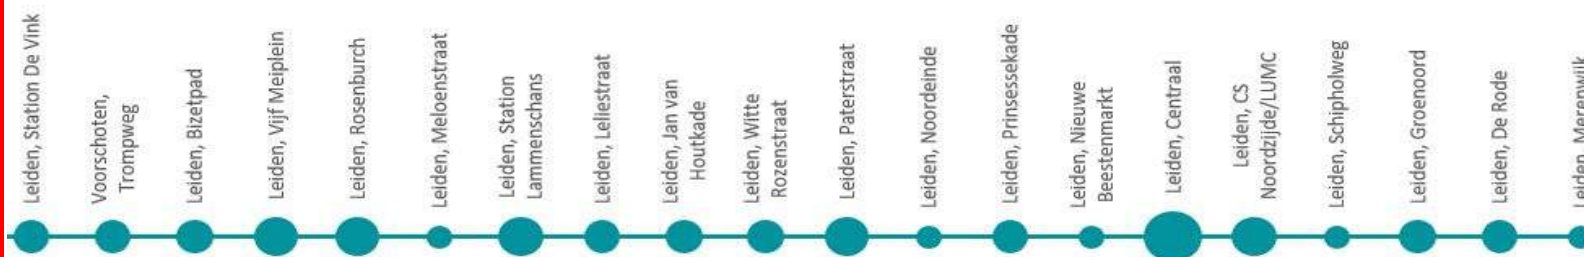 Leiden, Station De Vink
Voorschoten,
Trompweg
Leiden, Bizetpad
Leiden, Vijf Meiplein
Leiden, Rosenburch
Leiden, Meloenstraat
Leiden, Station
Lammenschans
Leiden, Leliestraat
Leiden, Jan van
Houtkade
Leiden, Witte
Rozenstraat
Leiden, Paterstraat
Leiden, Noordeinde
Leiden, Prinsessekade
Leiden, Nieuwe
Beestenmarkt
Leiden, Centraal
Leiden, CS
Noordzijde/LUMC
Leiden, Schipholweg
Leiden, Groenoord
Leiden, De Rode
Leiden, Merenwijk